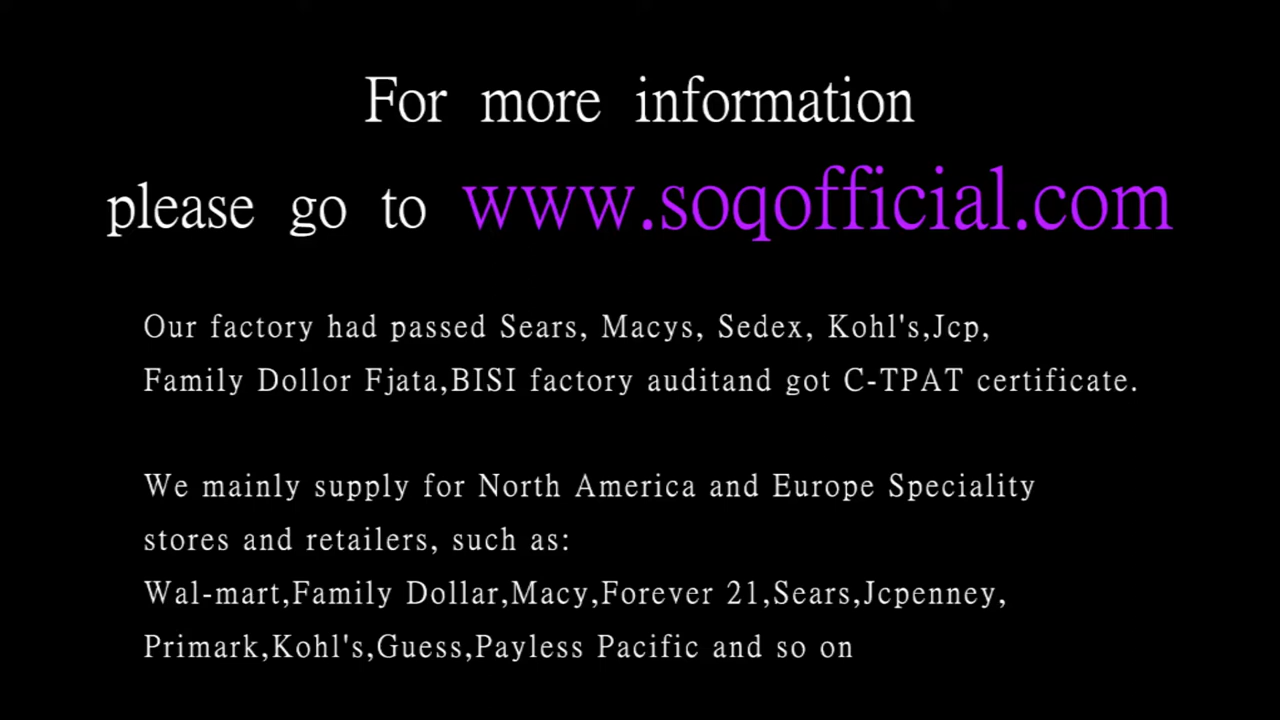 For more information
please go to www.soqofficial.com
Our factory had passed Sears, Macys, Sedex, Kohl's,Jcp,
Family Dollor Fjata,BISI factory auditand got C-TPAT certificate.
We mainly supply for North America and Europe Speciality
stores and retailers, such as:
Wal-mart,Family Dollar,Macy,Forever 21,Sears,Jcpenney,
Primark,Kohl's,Guess,Payless Pacific and so on